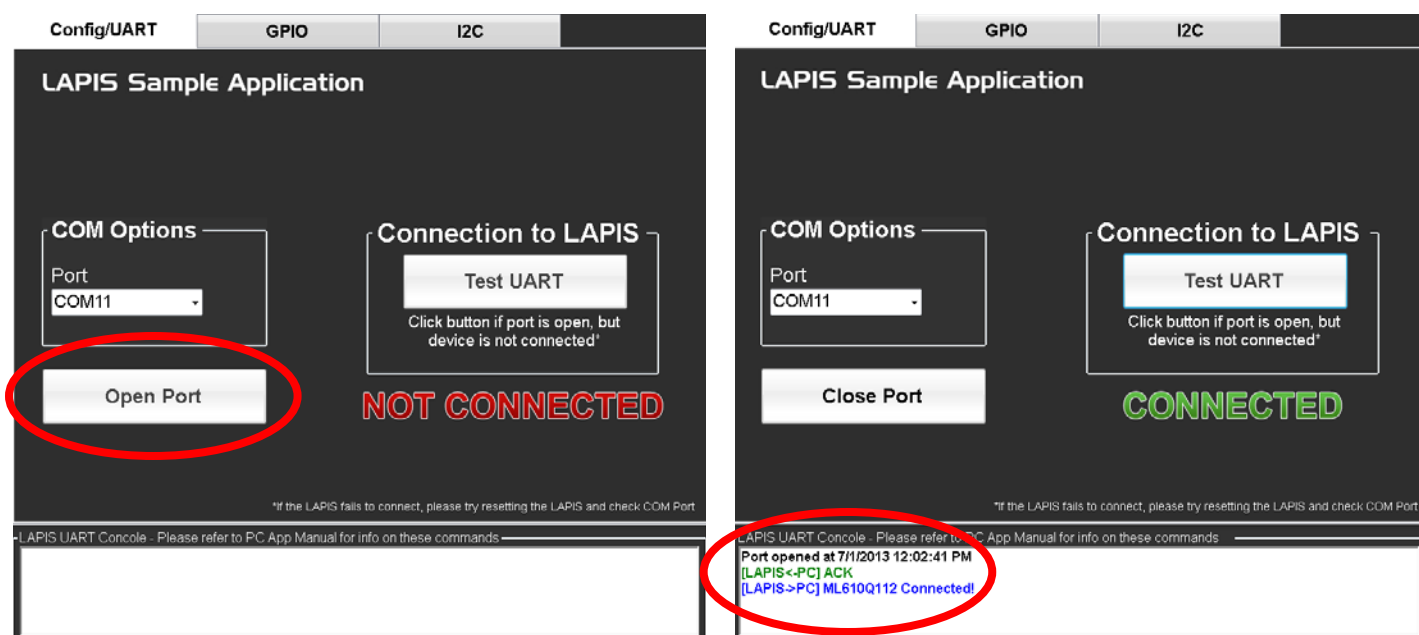 Config/UART GPIO I2C
LAPIS Sample Application
COM Options
Port
COM11
Open Port
Connection to LAPIS
Test UART
Click button if port is open, but
device is not connected*
NOT CONNECTED
*If the LAPIS fails to connect, please try resetting the LAPIS and check COM Port
LAPIS UART Concole - Please refer to PC App Manual for info on these commands
Config/UART GPIO I2C
LAPIS Sample Application
COM Options
Port
COM11
Close Port
Connection to LAPIS
Test UART
Click button if port is open, but
device is not connected*
CONNECTED
*If the LAPIS fails to connect, please try resetting the LAPIS and check COM Port
LAPIS UART Concole - Please refer to PC App Manual for info on these commands
Port opened at 7/1/2013 12:02:41 PM
[LAPIS<-PC] ACK
[LAPIS->PC] ML610Q112 Connected!